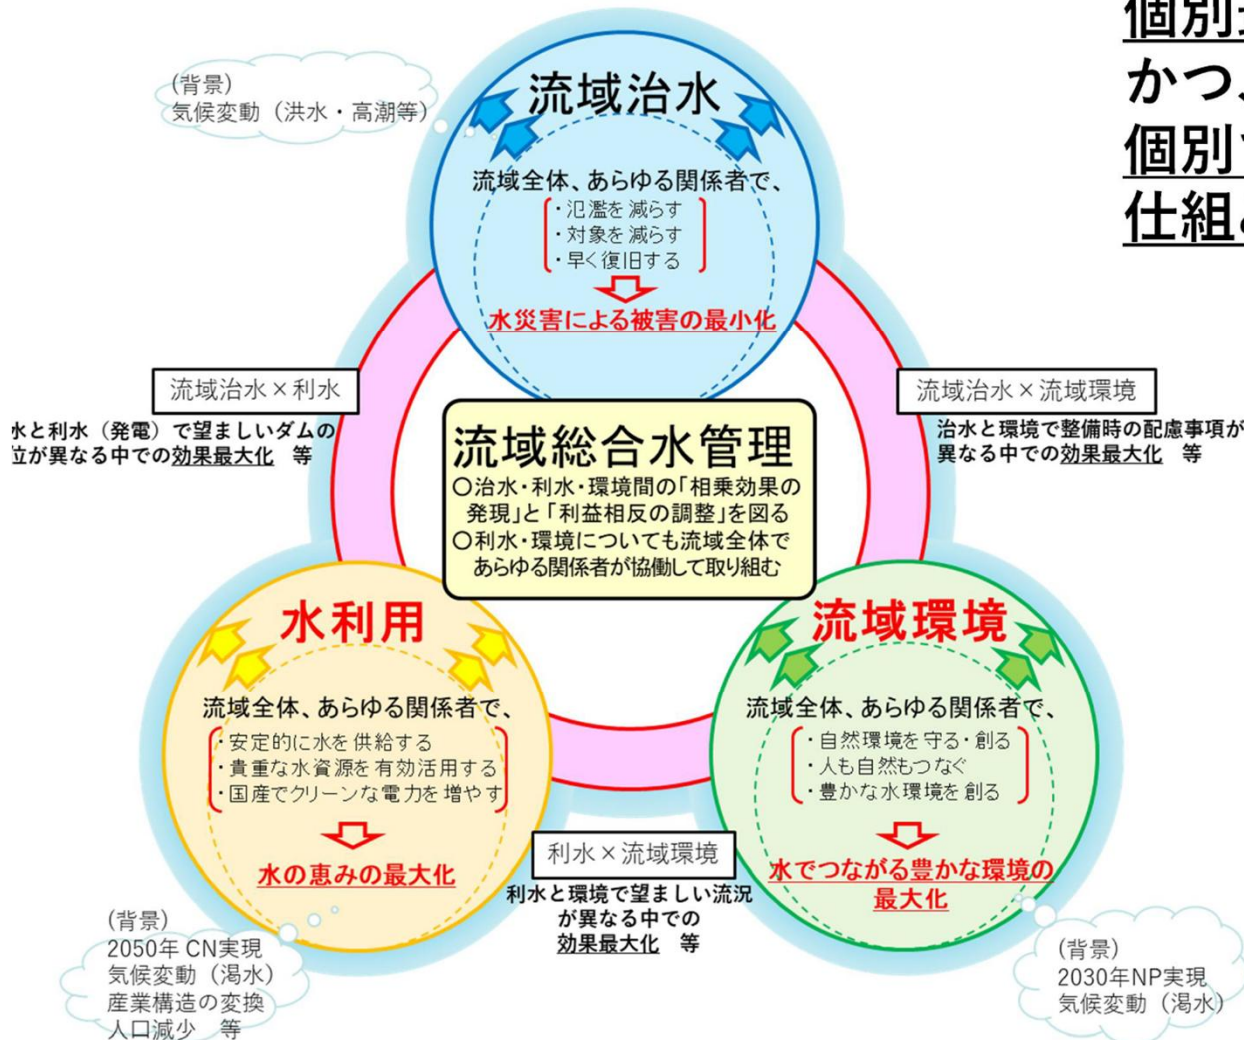 個別
かつ、
個別
仕組
(背景)
気候変動（洪水・高潮等）
流域治水
流域全体、あらゆる関係者で、
・氾濫を減らす
・対象を減らす
・早く復旧する
水災害による被害の最小化
流域治水×利水
水と利水（発電）で望ましいダムの
位が異なる中での効果最大化　等
流域治水×流域環境
治水と環境で整備時の配慮事項が
異なる中での効果最大化　等
流域総合水管理
○治水・利水・環境間の「相乗効果の
発現」と「利益相反の調整」を図る
○利水・環境についても流域全体で
あらゆる関係者が協働して取り組む
水利用
流域全体、あらゆる関係者で、
・安定的に水を供給する
・貴重な水資源を有効活用する
・国産でクリーンな電力を増やす
水の恵みの最大化
流域環境
流域全体、あらゆる関係者で、
・自然環境を守る・創る
・人も自然もつなぐ
・豊かな水環境を創る
水でつながる豊かな環境の
最大化
利水×流域環境
利水と環境で望ましい流況
が異なる中での
効果最大化　等
(背景)
2050年 CN実現
気候変動（渇水）
産業構造の変換
人口減少　等
(背景)
2030年NP実現
気候変動（渇水）